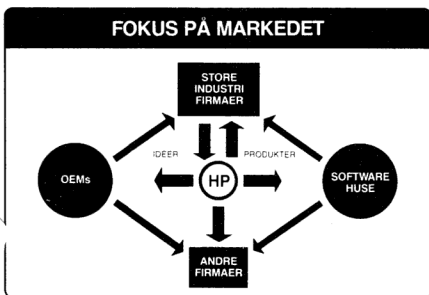 FOKUS PÅ MARKEDET
STORE
INDUSTRI
FIRMAER
IDEER
PRODUKTER
OEMs
HP
SOFTWARE
HUSE
ANDRE
FIRMAER